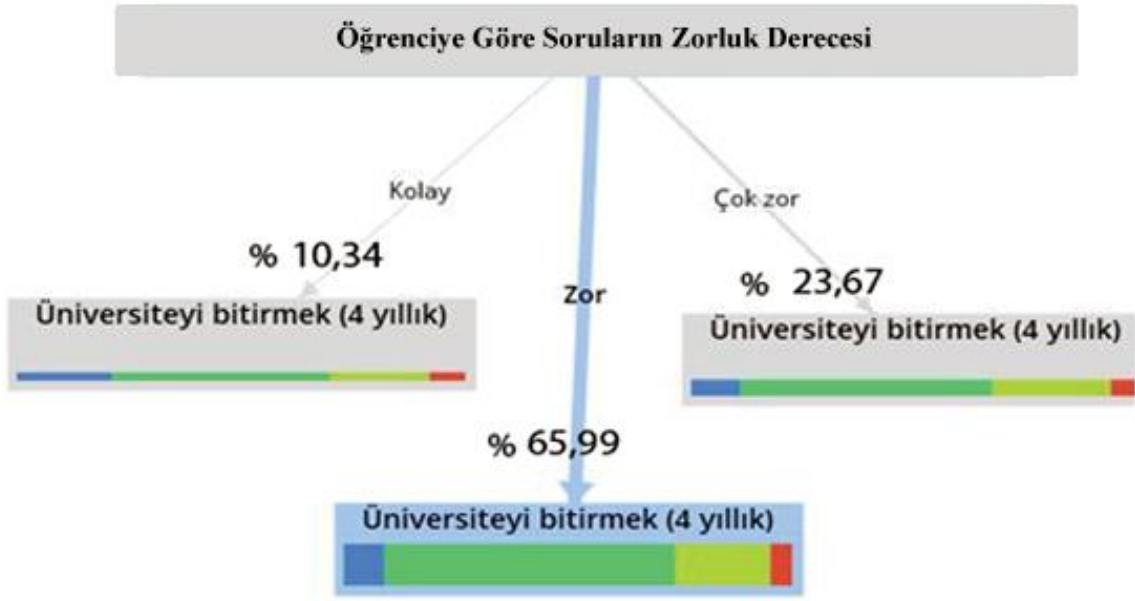 Öğrenciye Göre Soruların Zorluk Derecesi
Kolay
Çok zor
% 10,34
Zor
% 23,67
Üniversiteyi bitirmek (4 yıllık)
Üniversiteyi bitirmek (4 yıllık)
% 65,99
Üniversiteyi bitirmek (4 yıllık)